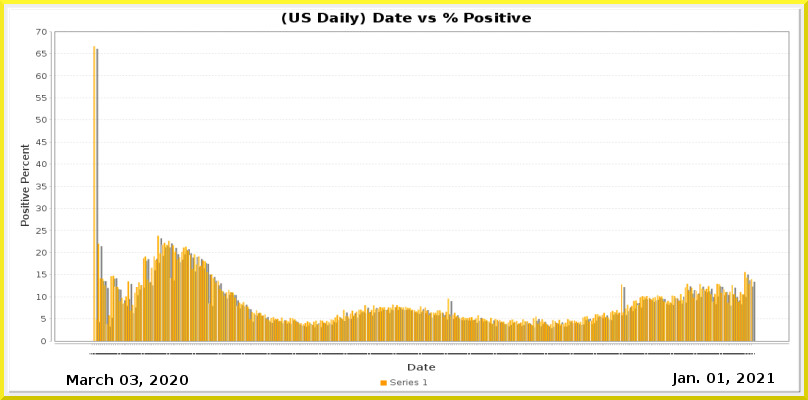 (US Daily) Date vs % Positive
70
65
60
55
50
45
40
35
30
25
20
15
10
5
0
Positive Percent
Date
March 03, 2020
Jan. 01, 2021
Series 1